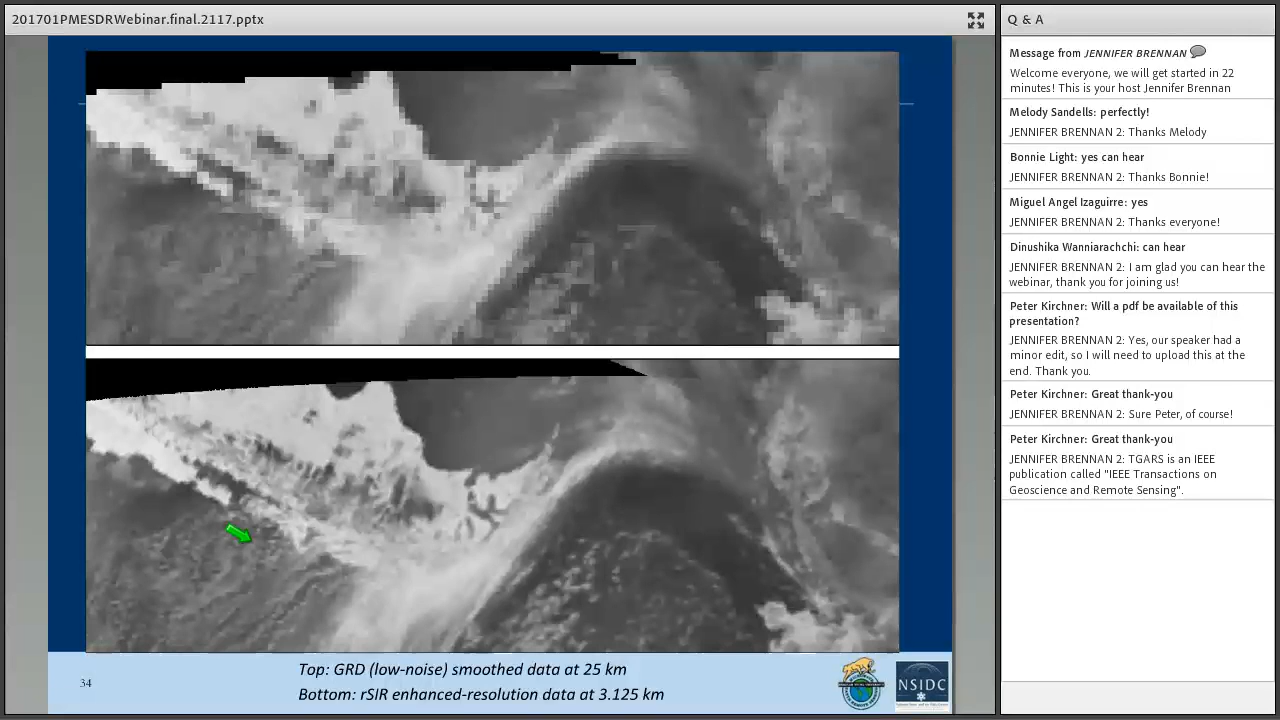 201701PMESDRWebinar.final.2117.pptx
Top: GRD (low-noise) smoothed data at 25 km
Bottom: rSIR enhanced-resolution data at 3.125 km
34
NSIDC
Q & A
Message from JENNIFER BRENNAN
Welcome everyone, we will get started in 22
minutes! This is your host Jennifer Brennan
Melody Sandells: perfectly!
JENNIFER BRENNAN 2: Thanks Melody
Bonnie Light: yes can hear
JENNIFER BRENNAN 2: Thanks Bonnie!
Miguel Angel Izaguirre: yes
JENNIFER BRENNAN 2: Thanks everyone!
Dinushika Wanniarachchi: can hear
JENNIFER BRENNAN 2: I am glad you can hear the
webinar, thank you for joining us!
Peter Kirchner: Will a pdf be available of this
presentation?
JENNIFER BRENNAN 2: Yes, our speaker had a
minor edit, so I will need to upload this at the
end. Thank you.
Peter Kirchner: Great thank-you
JENNIFER BRENNAN 2: Sure Peter, of course!
Peter Kirchner: Great thank-you
JENNIFER BRENNAN 2: TGARS is an IEEE
publication called "IEEE Transactions on
Geoscience and Remote Sensing".